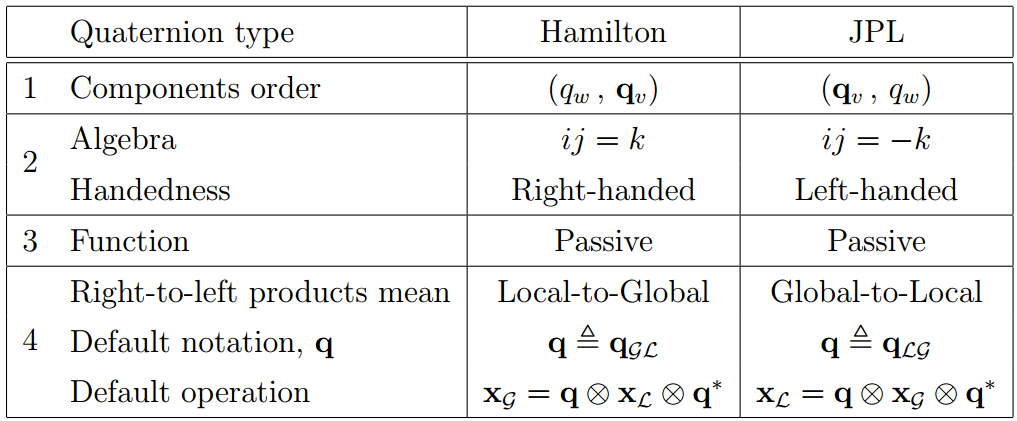 Quaternion type Hamilton JPL
1 Components order (q_w , 𝐪_v) (𝐪_v , q_w)
2 Algebra ij = k ij = −k
Handedness Right-handed Left-handed
3 Function Passive Passive
Right-to-left products mean Local-to-Global Global-to-Local
4 Default notation, 𝐪 𝐪 ≜ 𝐪_𝒢ℒ 𝐪 ≜ 𝐪_ℒ𝒢
Default operation 𝐱_𝒢 = 𝐪 ⊗ 𝐱_ℒ ⊗ 𝐪* 𝐱_ℒ = 𝐪 ⊗ 𝐱_𝒢 ⊗ 𝐪*